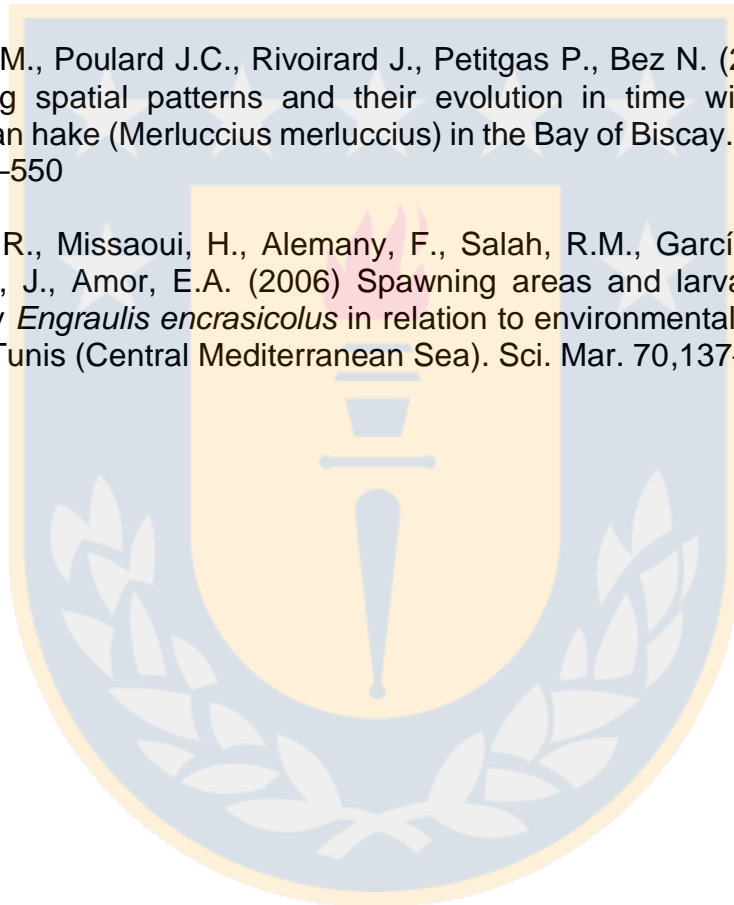 M., Poulard J.C., Rivoirard J., Petitgas P., Bez N. (2
g spatial patterns and their evolution in time wi
an hake (Merluccius merluccius) in the Bay of Biscay.
–550
R., Missaoui, H., Alemany, F., Salah, R.M., Garcí
, J., Amor, E.A. (2006) Spawning areas and larva
y Engraulis encrasicolus in relation to environmental
Tunis (Central Mediterranean Sea). Sci. Mar. 70,137-